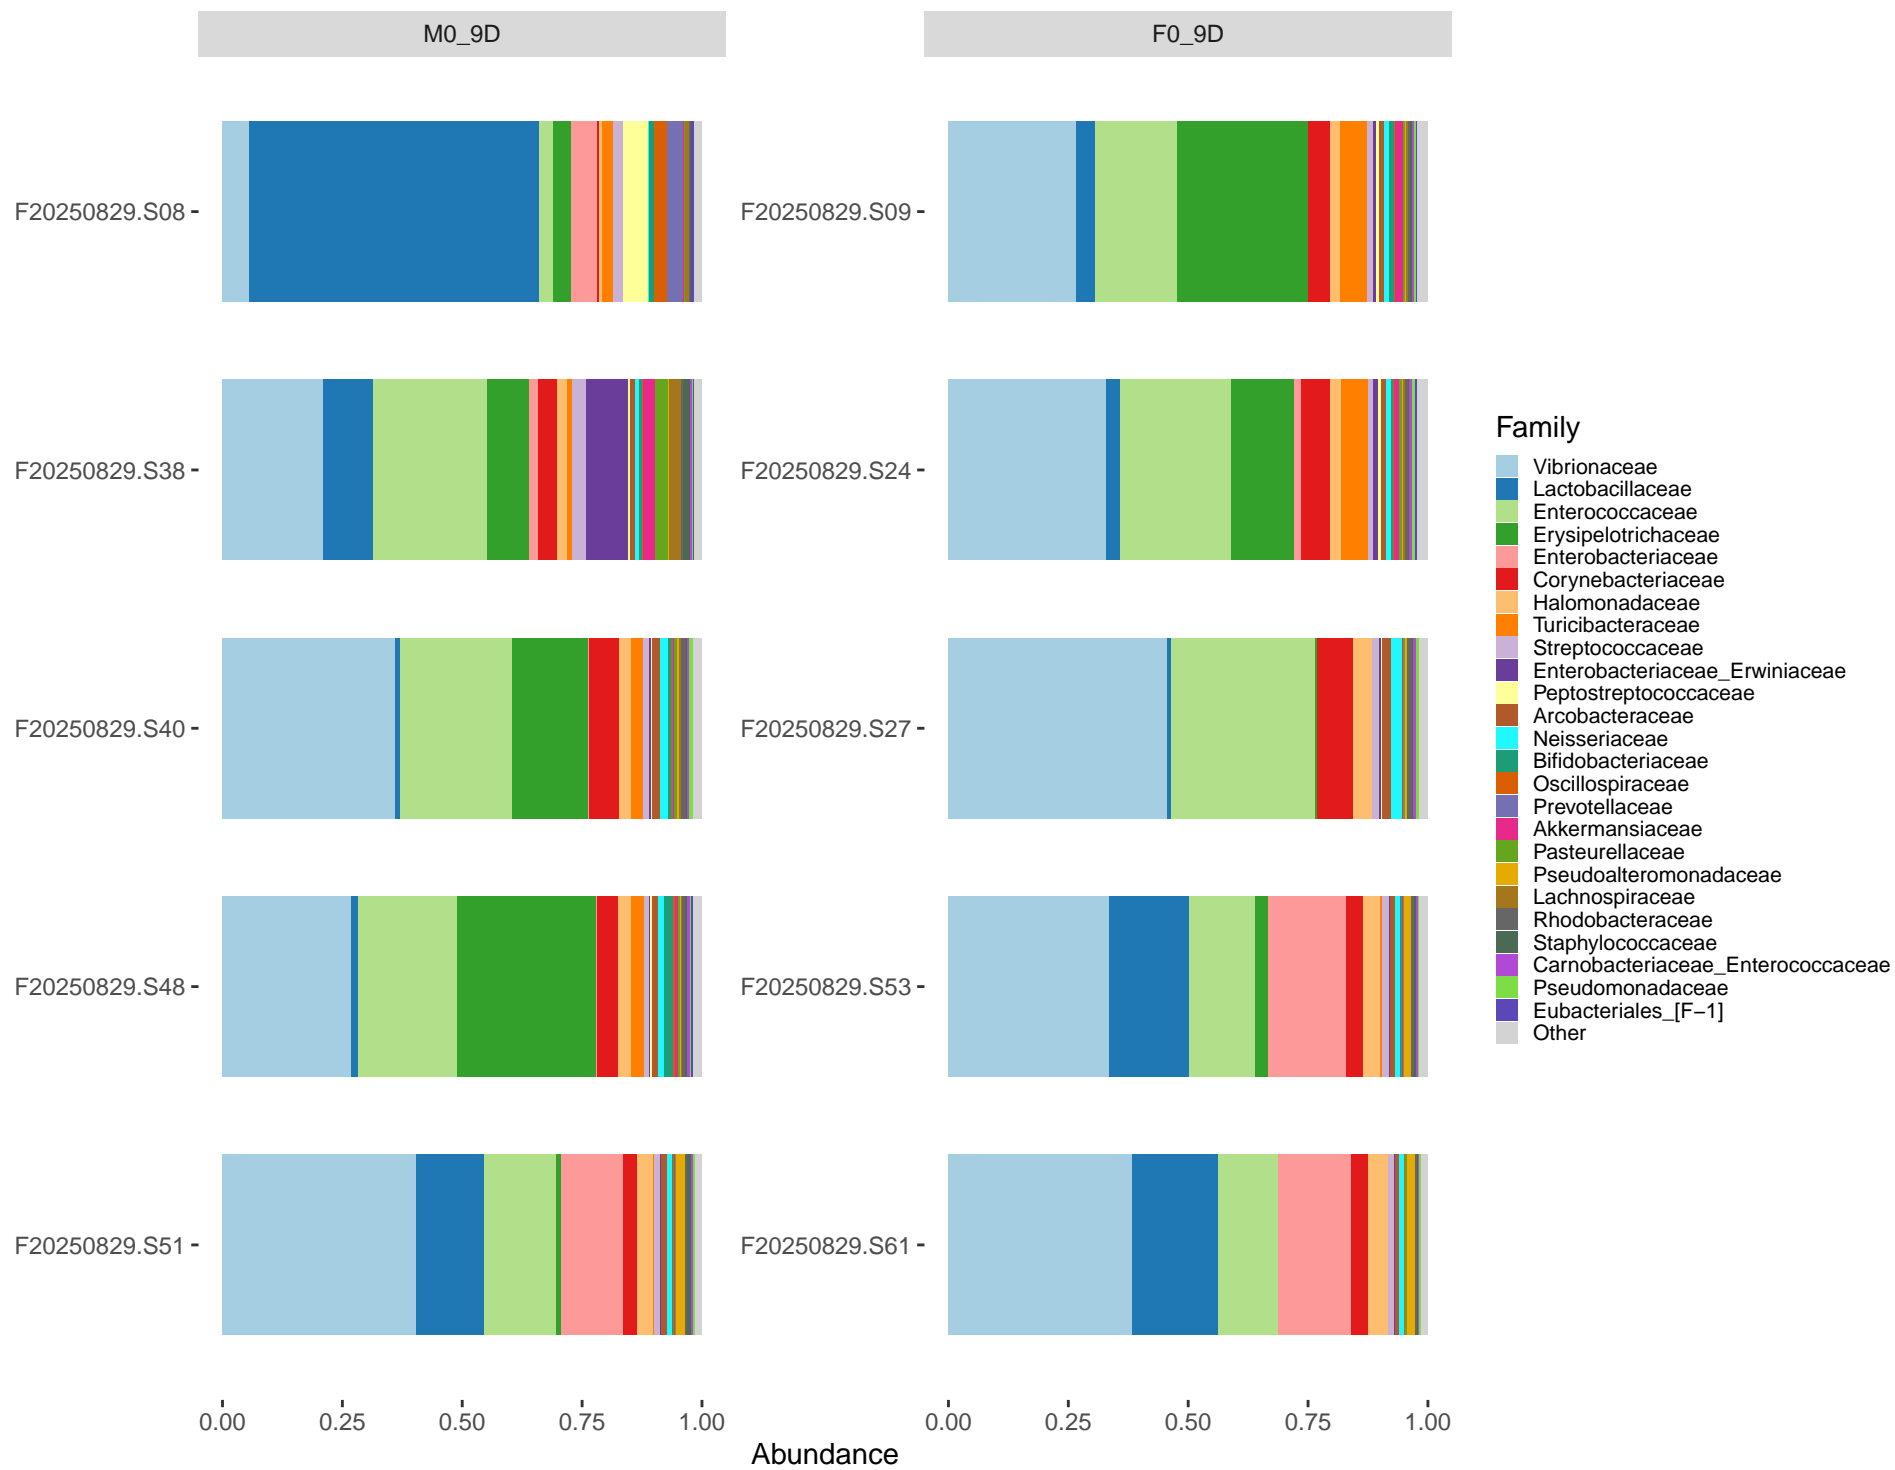 M0_9D
F0_9D
F20250829.S08
F20250829.S09
F20250829.S38
F20250829.S24
F20250829.S40
F20250829.S27
F20250829.S48
F20250829.S53
F20250829.S51
F20250829.S61
0.00 0.25 0.50 0.75 1.00
0.00 0.25 0.50 0.75 1.00
Abundance
Family
Vibrionaceae
Lactobacillaceae
Enterococcaceae
Erysipelotrichaceae
Enterobacteriaceae
Corynebacteriaceae
Halomonadaceae
Turicibacteraceae
Streptococcaceae
Enterobacteriaceae_Erwiniaceae
Peptostreptococcaceae
Arcobacteraceae
Neisseriaceae
Bifidobacteriaceae
Oscillospiraceae
Prevotellaceae
Akkermansiaceae
Pasteurellaceae
Pseudoalteromonadaceae
Lachnospiraceae
Rhodobacteraceae
Staphylococcaceae
Carnobacteriaceae_Enterococcaceae
Pseudomonadaceae
Eubacteriales_[F−1]
Other